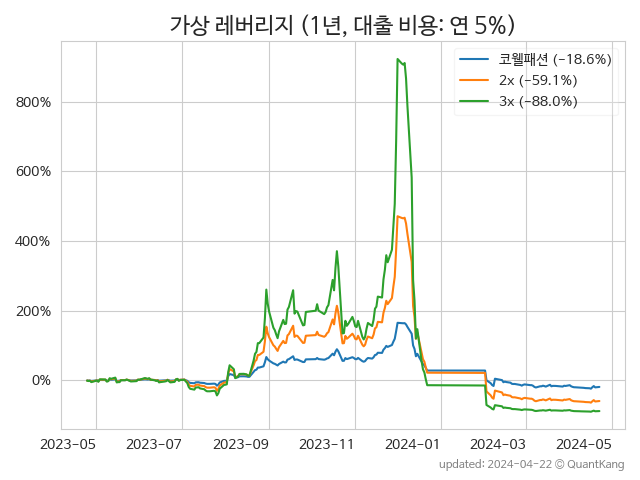 가상 레버리지 (1년, 대출 비용: 연 5%)
코웰패션 (-18.6%)
2x (-59.1%)
3x (-88.0%)
800%
600%
400%
200%
0%
2023-05 2023-07 2023-09 2023-11 2024-01 2024-03 2024-05
updated: 2024-04-22 © QuantKang